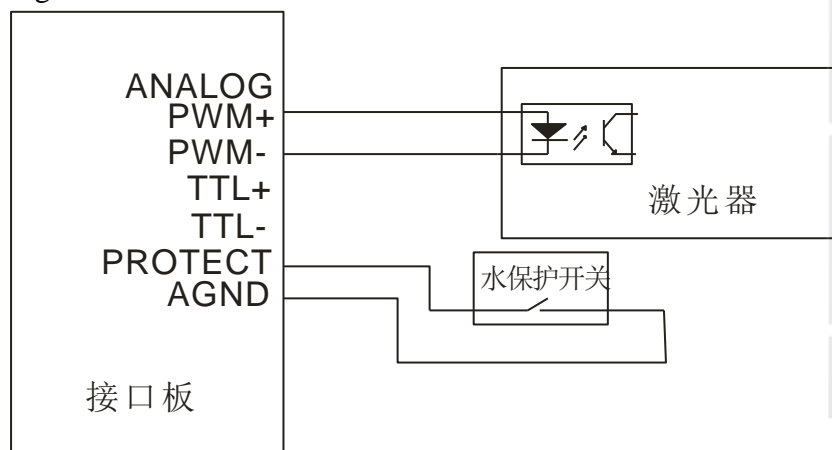 ANALOG
PWM+
PWM-
TTL+
TTL-
PROTECT
AGND
接口板
激光器
水保护开关